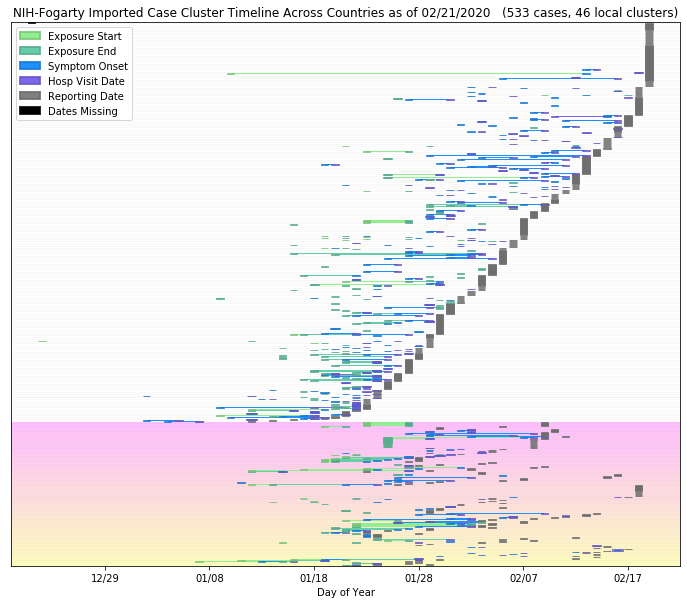 NIH-Fogarty Imported Case Cluster Timeline Across Countries as of 02/21/2020 (533 cases, 46 local clusters)
Exposure Start
Exposure End
Symptom Onset
Hosp Visit Date
Reporting Date
Dates Missing
12/29 01/08 01/18 01/28 02/07 02/17
Day of Year